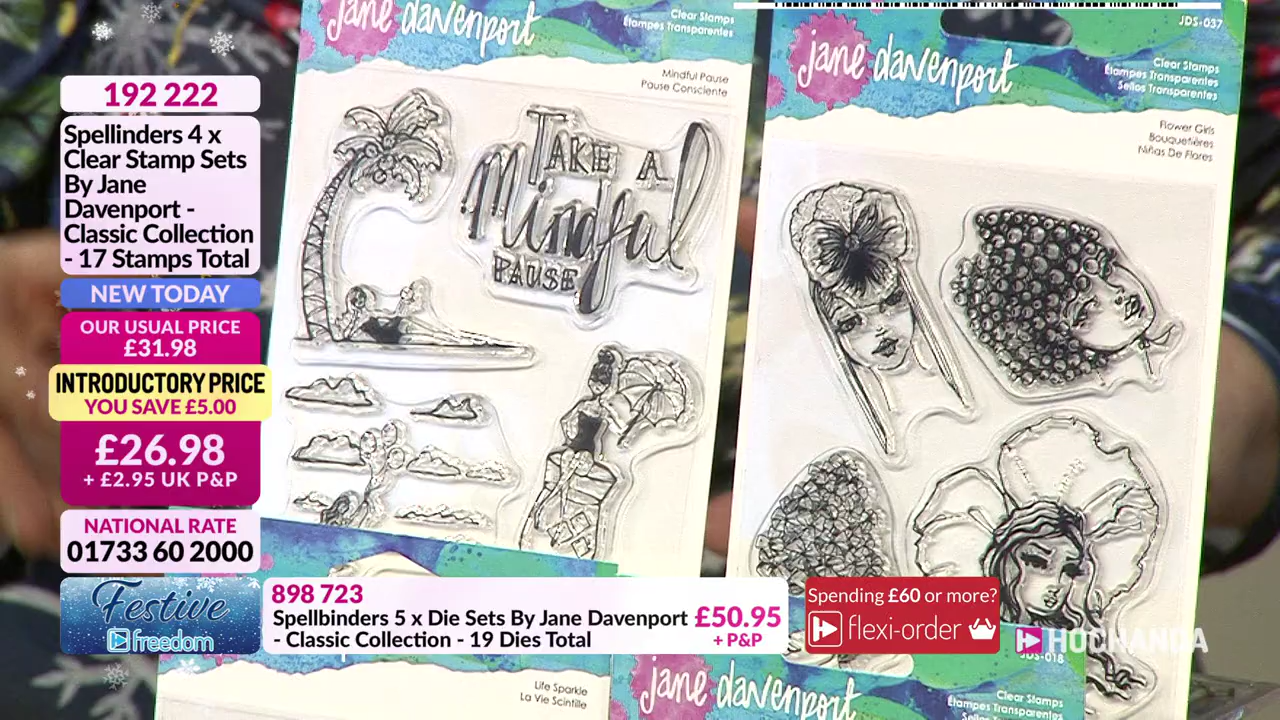 192 222
Spellinders 4 x
Clear Stamp Sets
By Jane
Davenport -
Classic Collection
- 17 Stamps Total
NEW TODAY
OUR USUAL PRICE
£31.98
INTRODUCTORY PRICE
YOU SAVE £5.00
£26.98
+ £2.95 UK P&P
NATIONAL RATE
01733 60 2000
Festive
freedom
898 723
Spellbinders 5 x Die Sets By Jane Davenport
- Classic Collection - 19 Dies Total
£50.95
+ P&P
Spending £60 or more?
flexi-order
HOCHANDA
jane davenport
Clear Stamps
Étampes Transparentes
Mindful Pause
Pause Consciente
TAKE A
Mindful
PAUSE
JDS-037
jane davenport
Clear Stamps
Étampes Transparentes
Sellos Transparentes
Flower Girls
Bouquetières
Niñas De Flores
Life Sparkle
La Vie Scintille
JDS-018
jane davenport
Clear Stamps
Étampes Transparentes